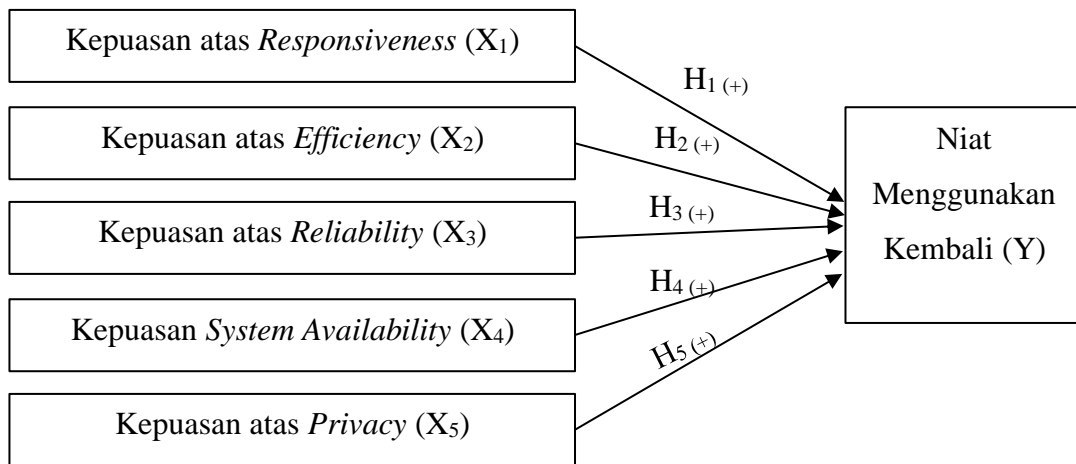 Kepuasan atas Responsiveness (X₁)
H₁ (+)
Kepuasan atas Efficiency (X₂)
H₂ (+)
Kepuasan atas Reliability (X₃)
H₃ (+)
Kepuasan System Availability (X₄)
H₄ (+)
Kepuasan atas Privacy (X₅)
H₅ (+)
Niat
Menggunakan
Kembali (Y)